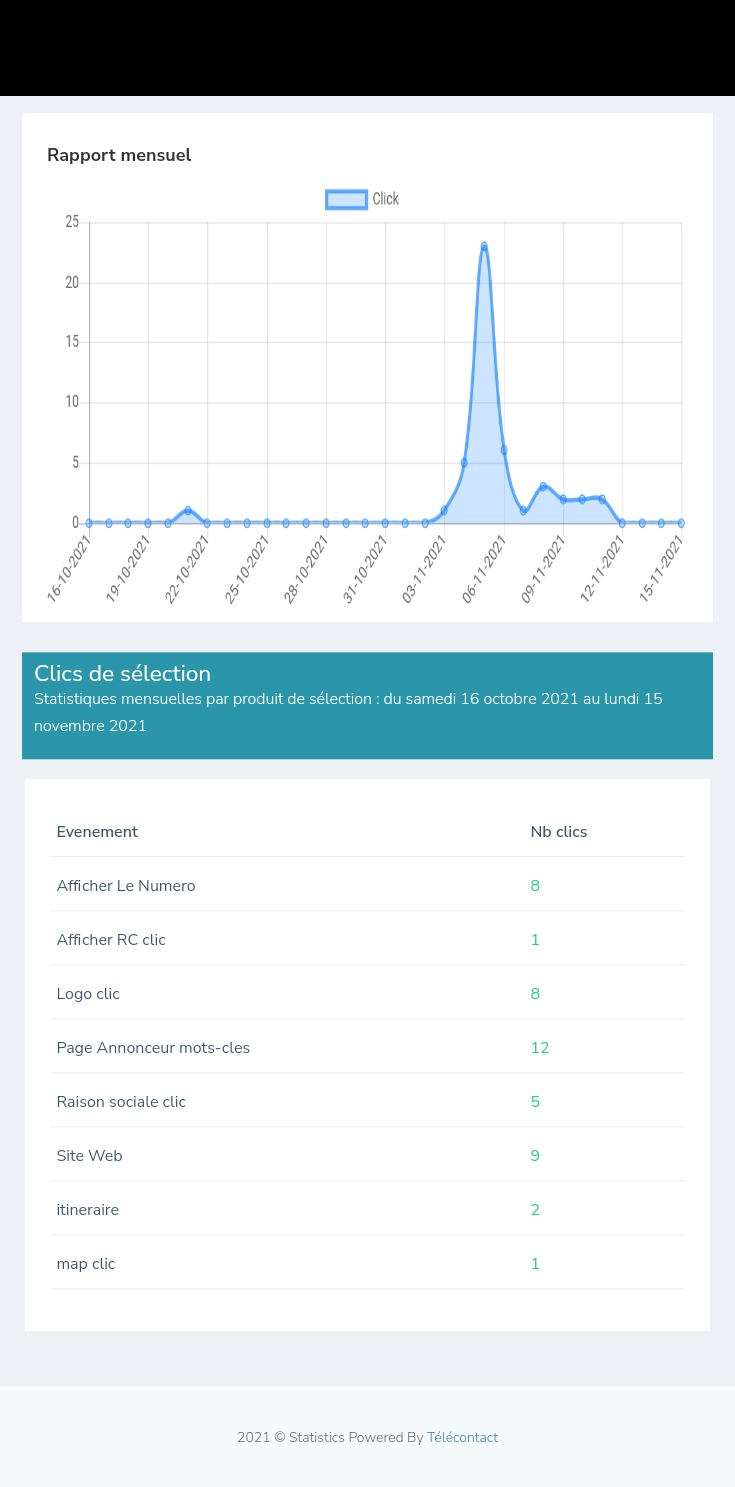 Rapport mensuel
Click
25
20
15
10
5
0
16-10-2021 19-10-2021 22-10-2021 25-10-2021 28-10-2021 31-10-2021 03-11-2021 06-11-2021 09-11-2021 12-11-2021 15-11-2021
Clics de sélection
Statistiques mensuelles par produit de sélection : du samedi 16 octobre 2021 au lundi 15
novembre 2021
Evenement Nb clics
Afficher Le Numero 8
Afficher RC clic 1
Logo clic 8
Page Annonceur mots-cles 12
Raison sociale clic 5
Site Web 9
itineraire 2
map clic 1
2021 © Statistics Powered By Télécontact